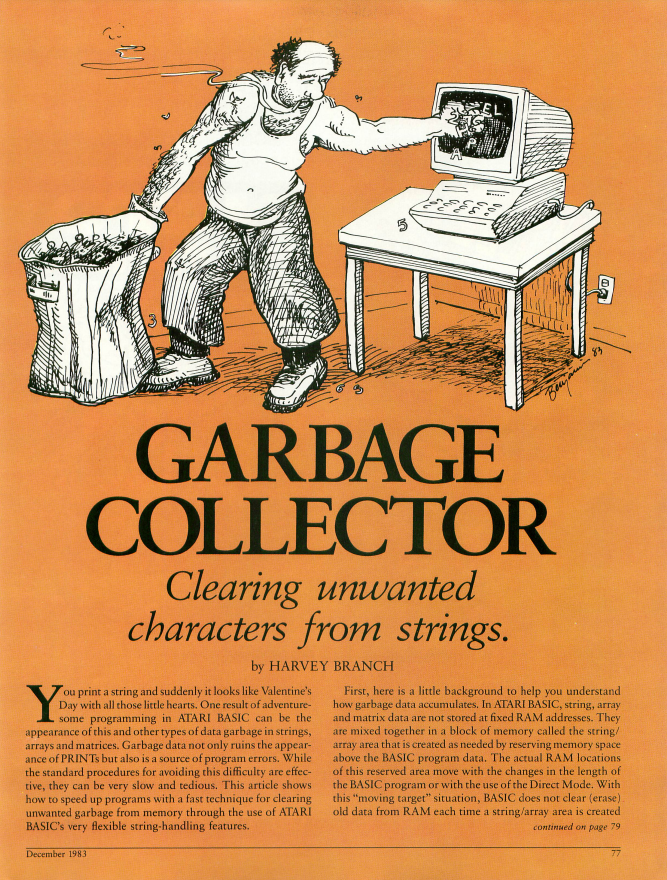 EL
P
A
5
Benjamin '83
GARBAGE
COLLECTOR
Clearing unwanted
characters from strings.
by HARVEY BRANCH
You print a string and suddenly it looks like Valentine's
Day with all those little hearts. One result of adventure-
some programming in ATARI BASIC can be the
appearance of this and other types of data garbage in strings,
arrays and matrices. Garbage data not only ruins the appear-
ance of PRINTs but also is a source of program errors. While
the standard procedures for avoiding this difficulty are effec-
tive, they can be very slow and tedious. This article shows
how to speed up programs with a fast technique for clearing
unwanted garbage from memory through the use of ATARI
BASIC's very flexible string-handling features.
First, here is a little background to help you understand
how garbage data accumulates. In ATARI BASIC, string, array
and matrix data are not stored at fixed RAM addresses. They
are mixed together in a block of memory called the string/
array area that is created as needed by reserving memory space
above the BASIC program data. The actual RAM locations
of this reserved area move with the changes in the length of
the BASIC program or with the use of the Direct Mode. With
this "moving target" situation, BASIC does not clear (erase)
old data from RAM each time a string/array area is created
continued on page 79
December 1983
77